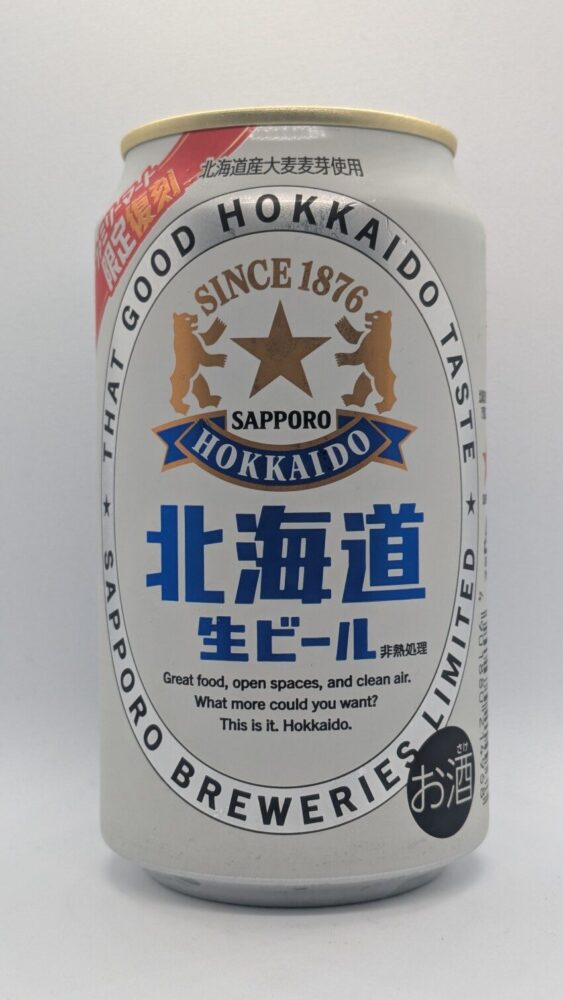 限定復刻
北海道産大麦麦芽使用
THAT GOOD HOKKAIDO TASTE
SINCE 1876
SAPPORO
HOKKAIDO
北海道
生ビール
非熱処理
Great food, open spaces, and clean air.
What more could you want?
This is it. Hokkaido.
SAPPORO BREWERIES LIMITED
さけ
お酒